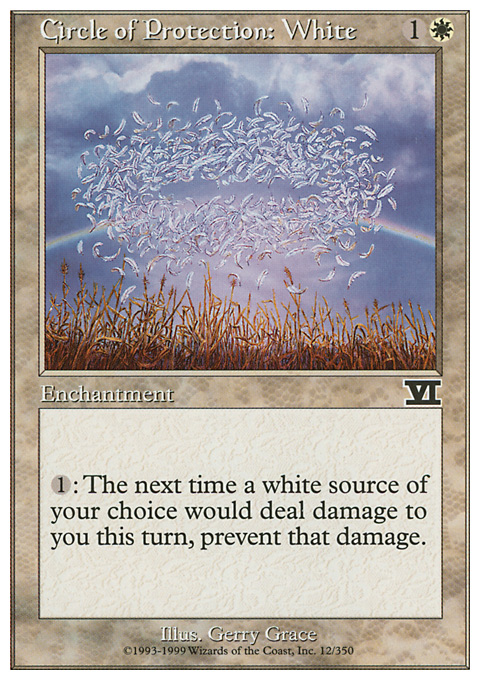 Circle of Protection: White 1
Enchantment VI
1: The next time a white source of
your choice would deal damage to
you this turn, prevent that damage.
Illus. Gerry Grace
©1993-1999 Wizards of the Coast, Inc. 12/350